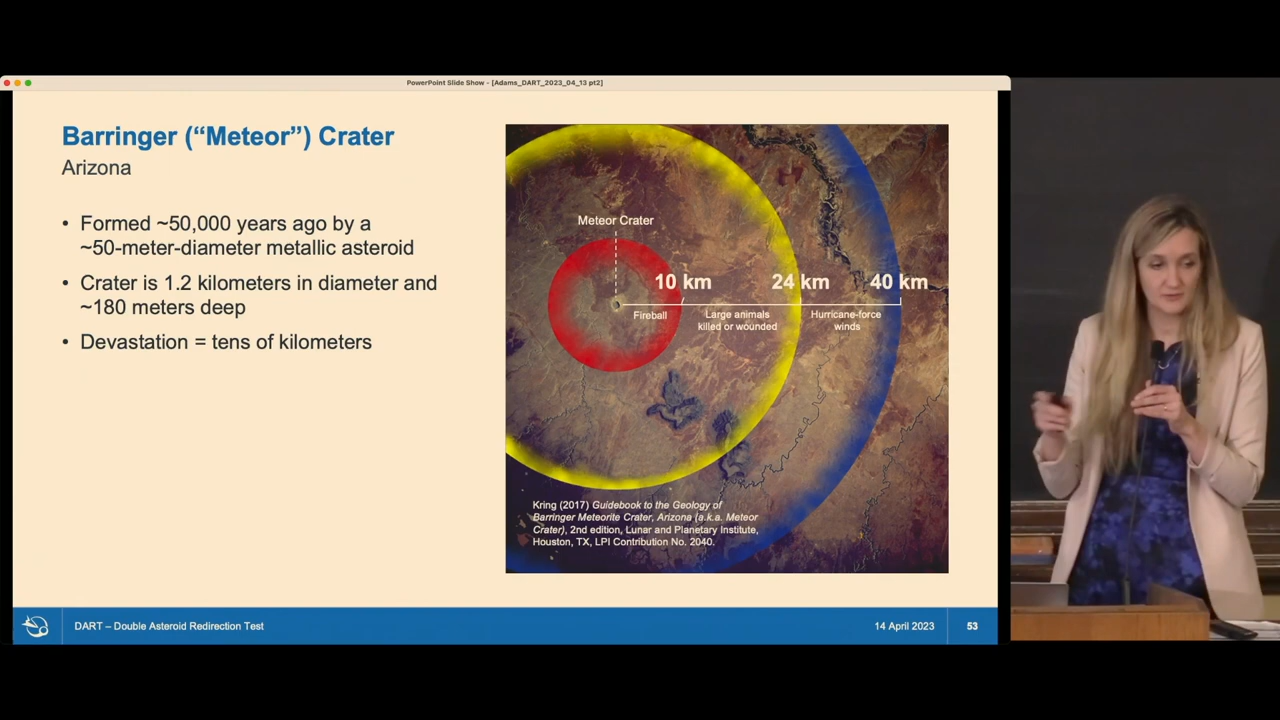 PowerPoint Slide Show - [Adams_DART_2023_04_13 pt2]
Barringer (“Meteor”) Crater
Arizona
• Formed ~50,000 years ago by a
~50-meter-diameter metallic asteroid
• Crater is 1.2 kilometers in diameter and
~180 meters deep
• Devastation = tens of kilometers
Meteor Crater
10 km
24 km
40 km
Fireball
Large animals
killed or wounded
Hurricane-force
winds
Kring (2017) Guidebook to the Geology of
Barringer Meteorite Crater, Arizona (a.k.a. Meteor
Crater), 2nd edition, Lunar and Planetary Institute,
Houston, TX, LPI Contribution No. 2040.
DART – Double Asteroid Redirection Test
14 April 2023
53